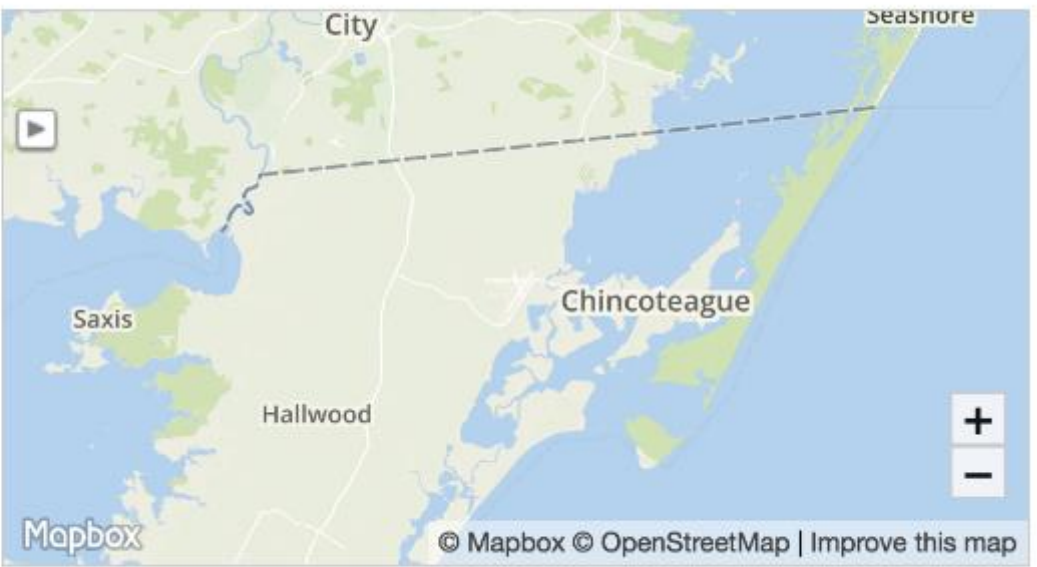 City
Seashore
Saxis
Chincoteague
Hallwood
+
−
Mapbox
© Mapbox © OpenStreetMap | Improve this map